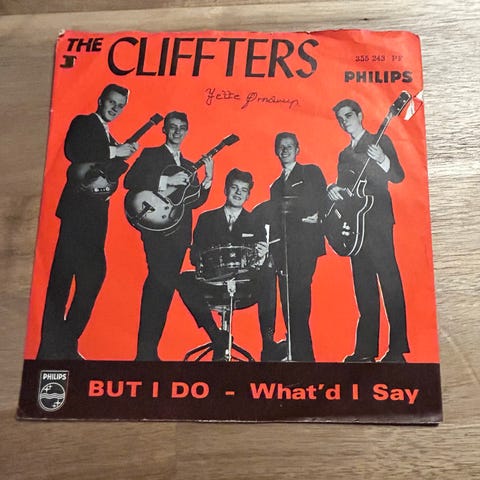 THE CLIFFTERS
355 243 PF
PHILIPS
PHILIPS
BUT I DO - What'd I Say